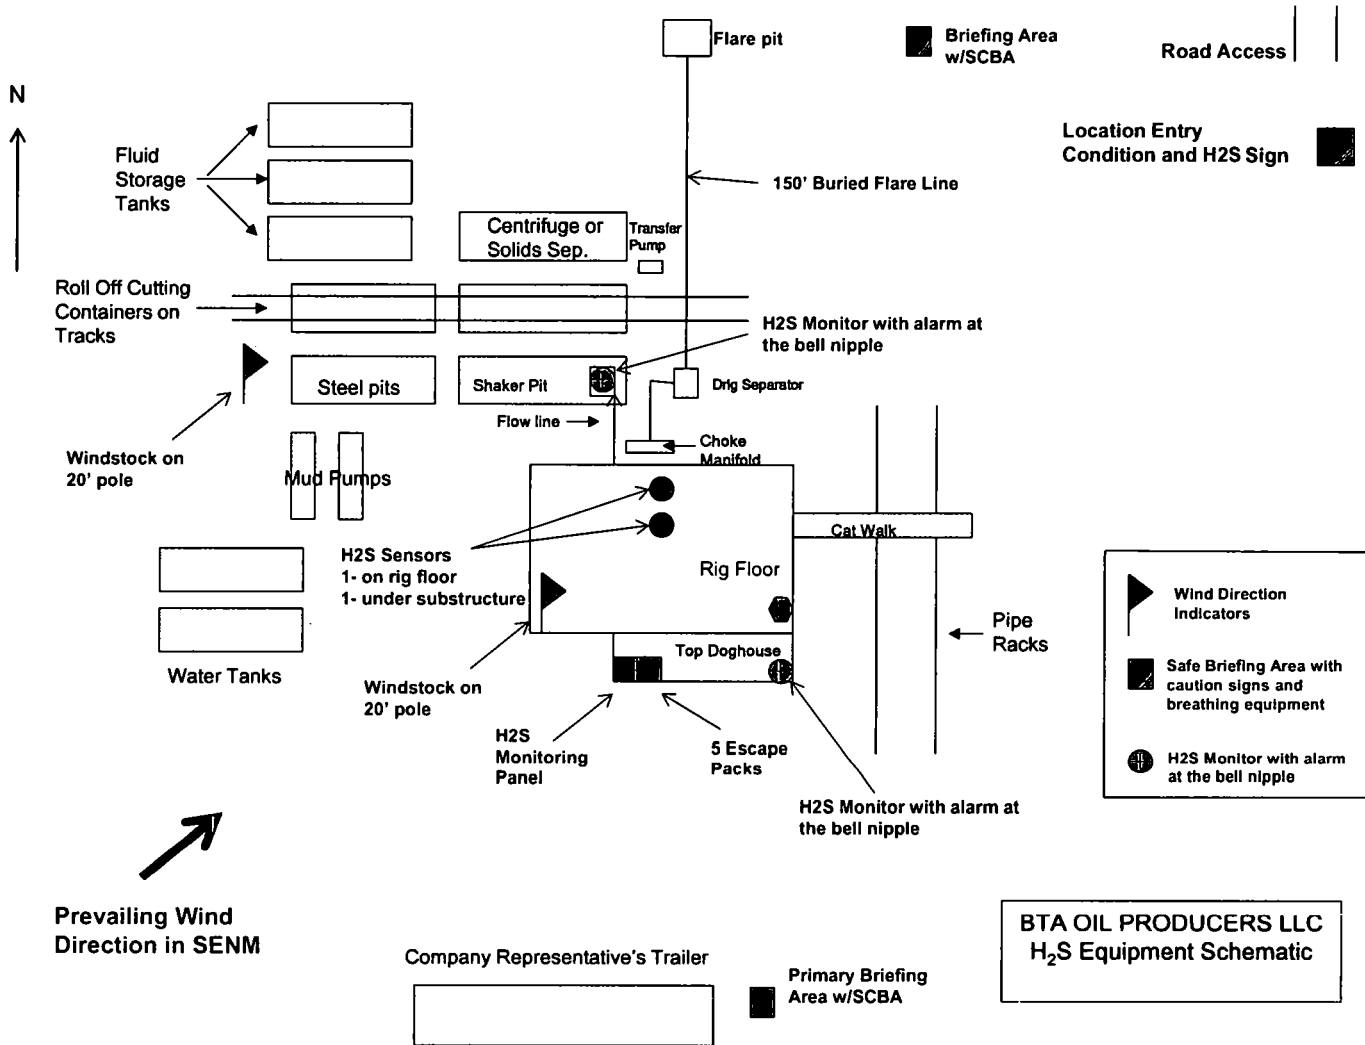 Flare pit
Briefing Area
w/SCBA
Road Access
N
Location Entry
Condition and H2S Sign
Fluid
Storage
Tanks
150' Buried Flare Line
Centrifuge or
Solids Sep.
Transfer
Pump
Roll Off Cutting
Containers on
Tracks
H2S Monitor with alarm at
the bell nipple
Steel pits
Shaker Pit
Drlg Separator
Flow line
Choke
Manifold
Windstock on
20' pole
Mud Pumps
Cat Walk
H2S Sensors
1- on rig floor
1- under substructure
Rig Floor
Wind Direction
Indicators
Pipe
Racks
Top Doghouse
Water Tanks
Safe Briefing Area with
caution signs and
breathing equipment
Windstock on
20' pole
H2S
Monitoring
Panel
5 Escape
Packs
H2S Monitor with alarm
at the bell nipple
H2S Monitor with alarm at
the bell nipple
Prevailing Wind
Direction in SENM
BTA OIL PRODUCERS LLC
H₂S Equipment Schematic
Company Representative's Trailer
Primary Briefing
Area w/SCBA